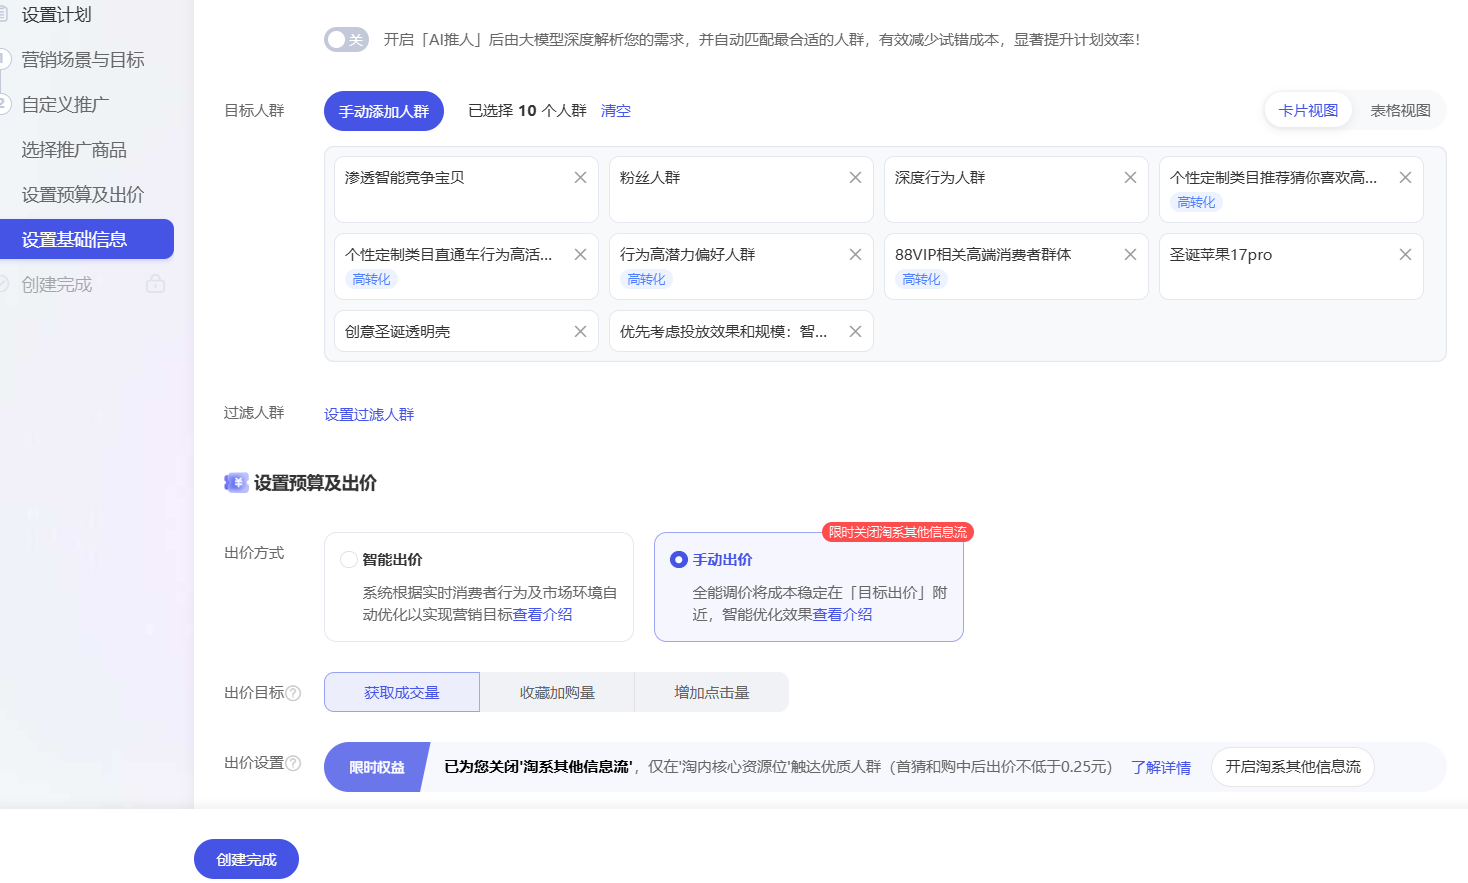 设置计划
关
开启「AI推人」后由大模型深度解析您的需求，并自动匹配最合适的人群，有效减少试错成本，显著提升计划效率！
1
营销场景与目标
2
自定义推广
选择推广商品
设置预算及出价
设置基础信息
创建完成
目标人群
手动添加人群
已选择 10 个人群
清空
卡片视图
表格视图
渗透智能竞争宝贝
粉丝人群
深度行为人群
个性定制类目推荐猜你喜欢高...
高转化
个性定制类目直通车行为高活...
高转化
行为高潜力偏好人群
高转化
88VIP相关高端消费者群体
高转化
圣诞苹果17pro
创意圣诞透明壳
优先考虑投放效果和规模：智...
过滤人群
设置过滤人群
设置预算及出价
出价方式
智能出价
系统根据实时消费者行为及市场环境自
动优化以实现营销目标查看介绍
限时关闭淘系其他信息流
手动出价
全能调价将成本稳定在「目标出价」附
近，智能优化效果查看介绍
出价目标
获取成交量
收藏加购量
增加点击量
出价设置
限时权益
已为您关闭'淘系其他信息流'，仅在'淘内核心资源位'触达优质人群（首猜和购中后出价不低于0.25元）
了解详情
开启淘系其他信息流
创建完成